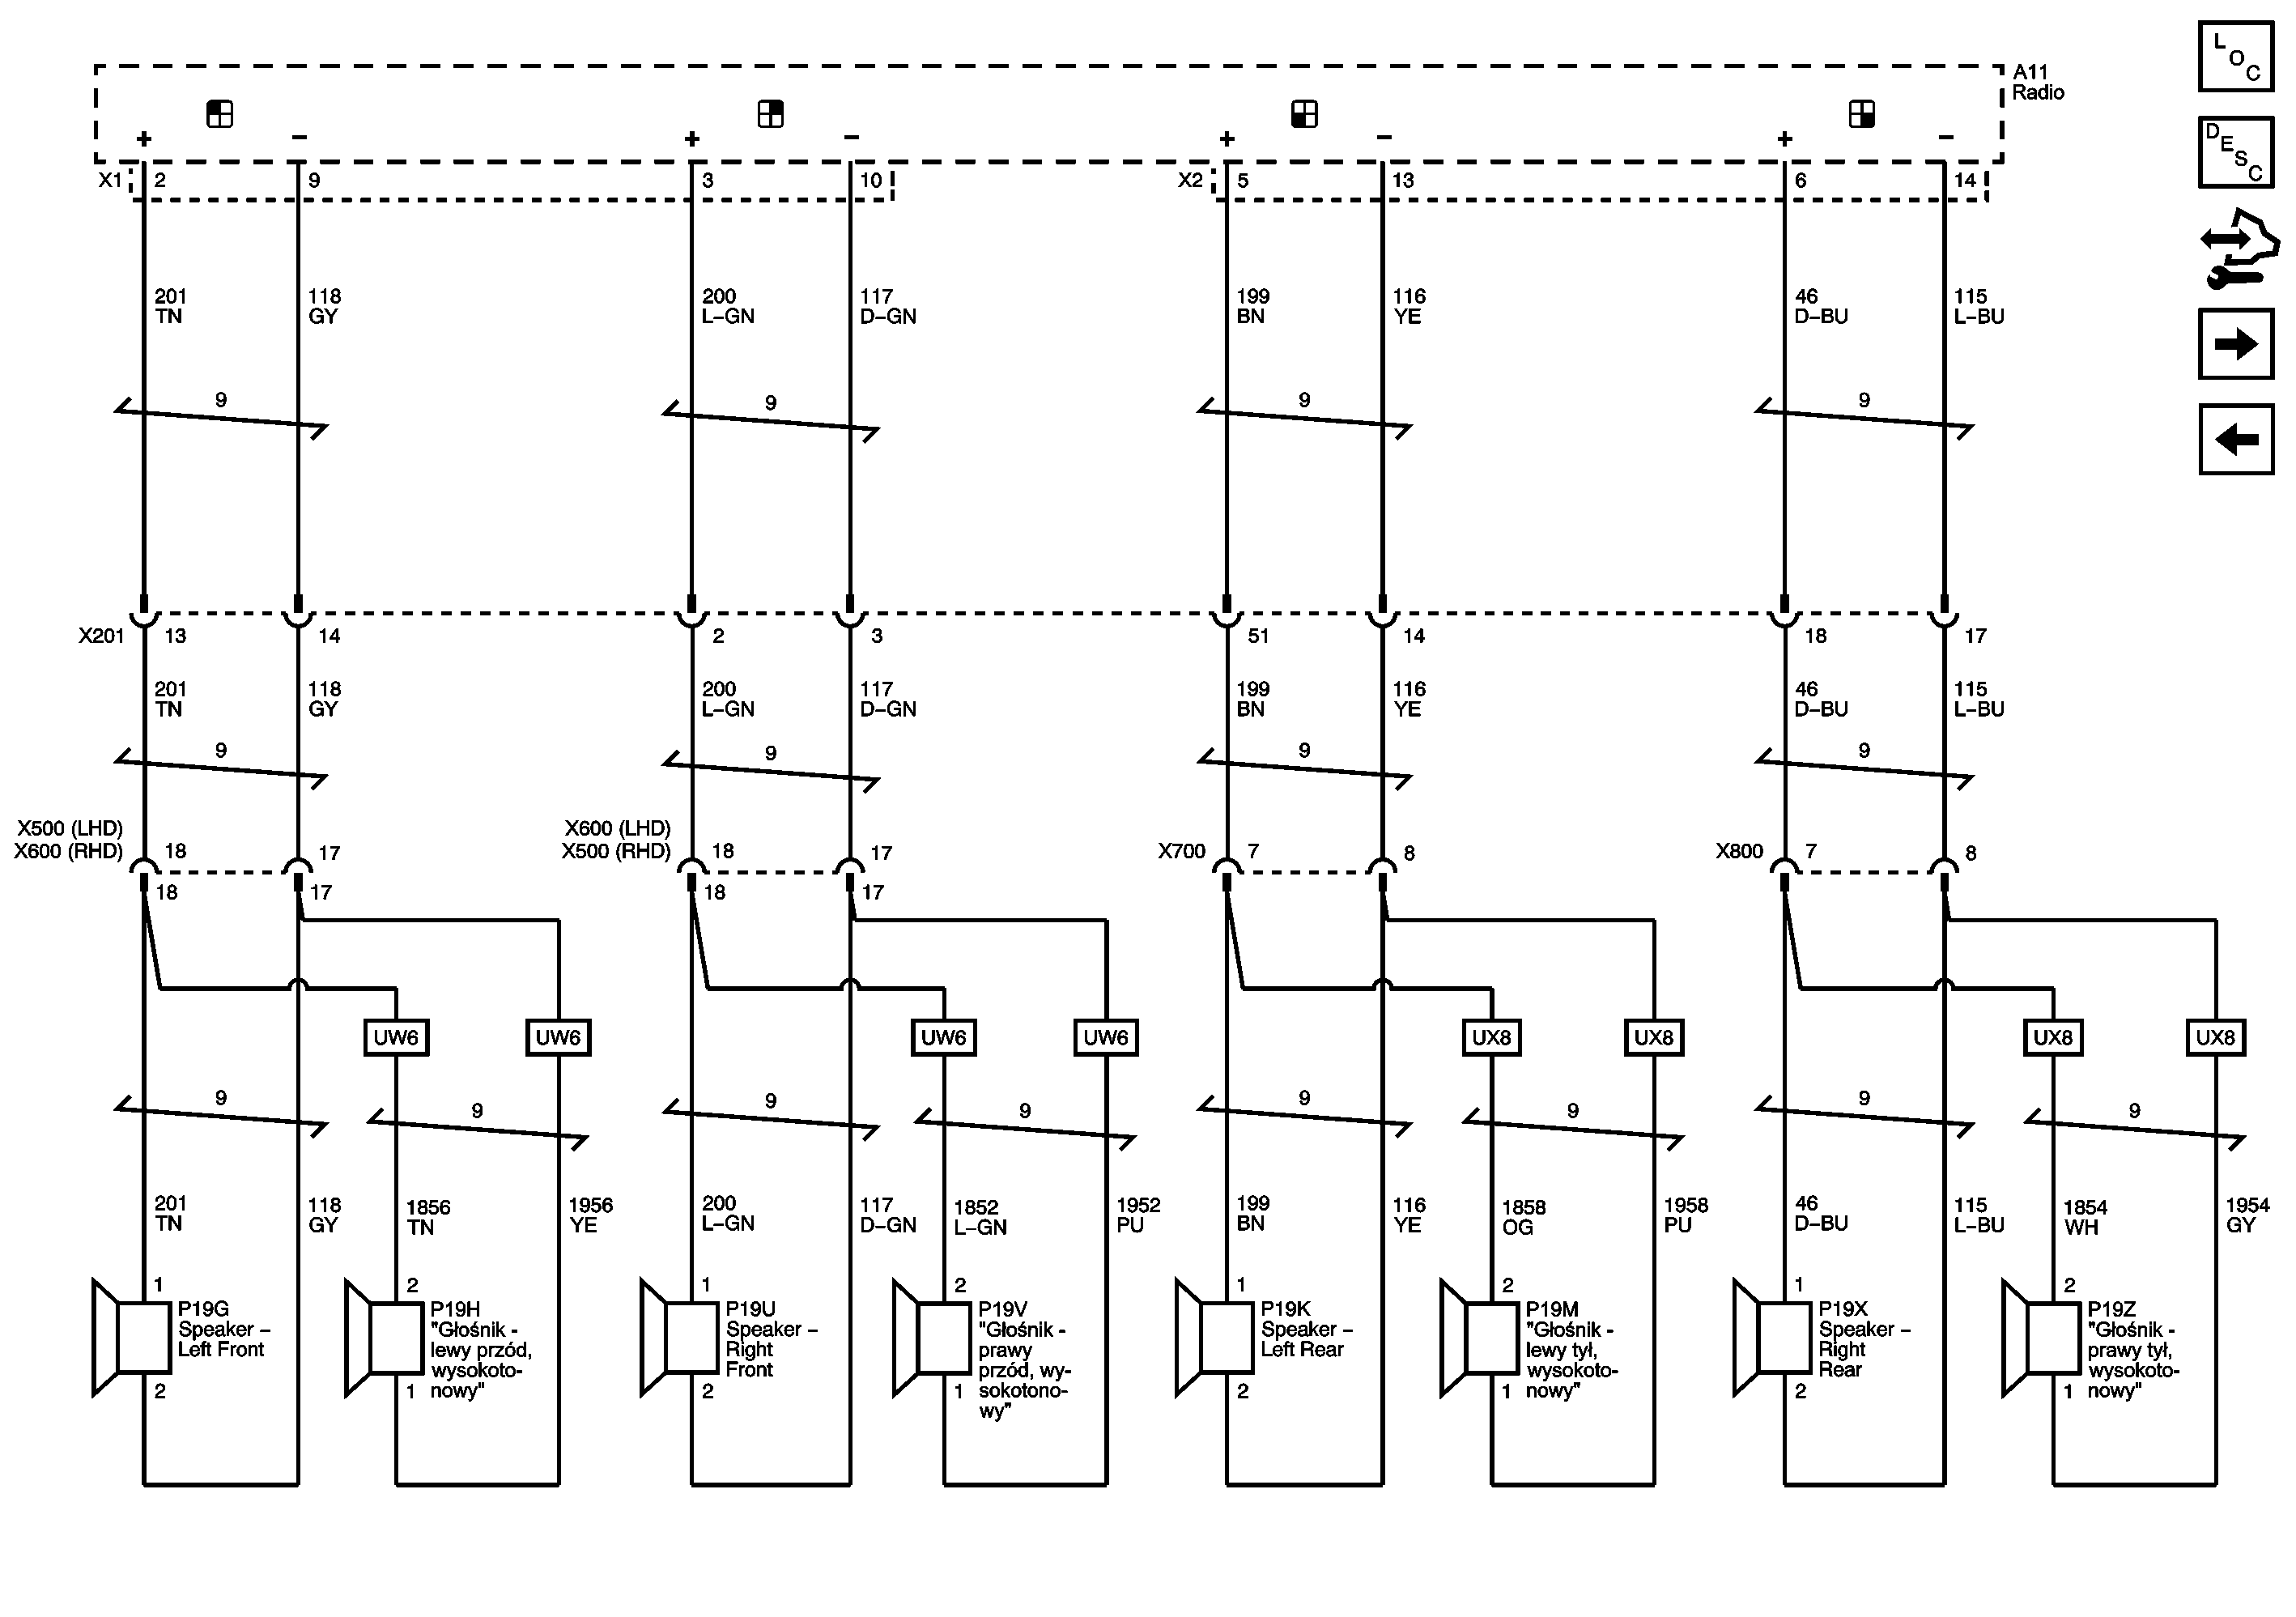 L O C
A11
Radio
D E S C
+ − + − + − + −
X1 2 9 3 10 X2 5 13 6 14
201 118 200 117 199 116 46 115
TN GY L–GN D–GN BN YE D–BU L–BU
9 9 9 9
X201 13 14 2 3 51 14 18 17
201 118 200 117 199 116 46 115
TN GY L–GN D–GN BN YE D–BU L–BU
9 9 9 9
X500 (LHD) X600 (LHD)
X600 (RHD) 18 17 X500 (RHD) 18 17 X700 7 8 X800 7 8
18 17 18 17
UW6 UW6 UW6 UW6 UX8 UX8 UX8 UX8
9 9 9 9 9 9 9 9
201 118 1856 1956 200 117 1852 1952 199 116 1858 1958 46 115 1854 1954
TN GY TN YE L–GN D–GN L–GN PU BN YE OG PU D–BU L–BU WH GY
1 2 1 2 1 2 1 2
P19G
Speaker –
Left Front
P19H
"Głośnik -
lewy przód,
wysokoto-
nowy"
P19U
Speaker –
Right
Front
P19V
"Głośnik -
prawy
przód, wy-
sokotono-
wy"
P19K
Speaker –
Left Rear
P19M
"Głośnik -
lewy tył,
wysokoto-
nowy"
P19X
Speaker –
Right
Rear
P19Z
"Głośnik -
prawy tył,
wysokoto-
nowy"
2 1 2 1 2 1 2 1